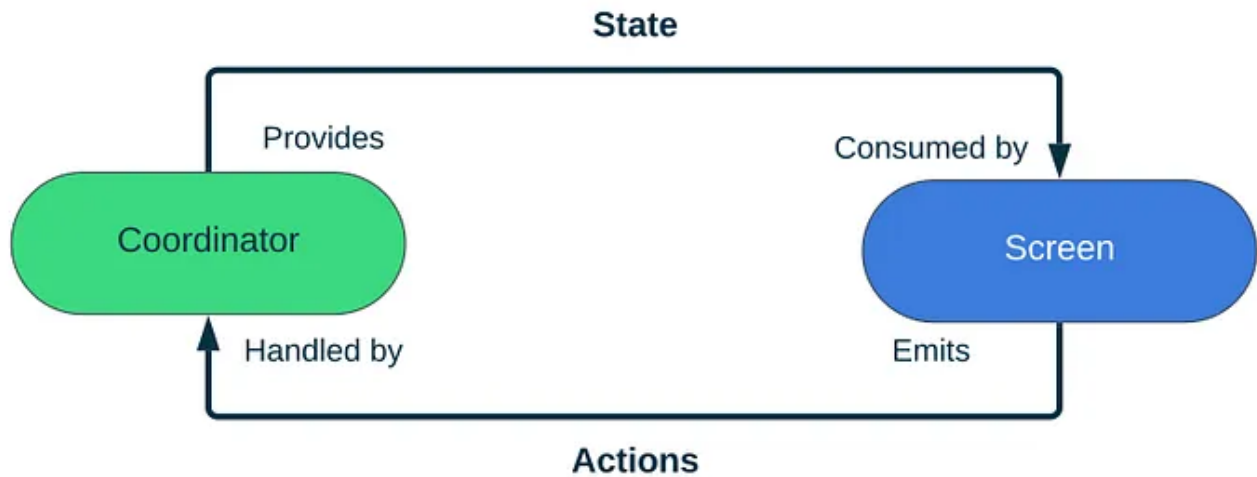 State
Provides
Consumed by
Coordinator
Screen
Handled by
Emits
Actions